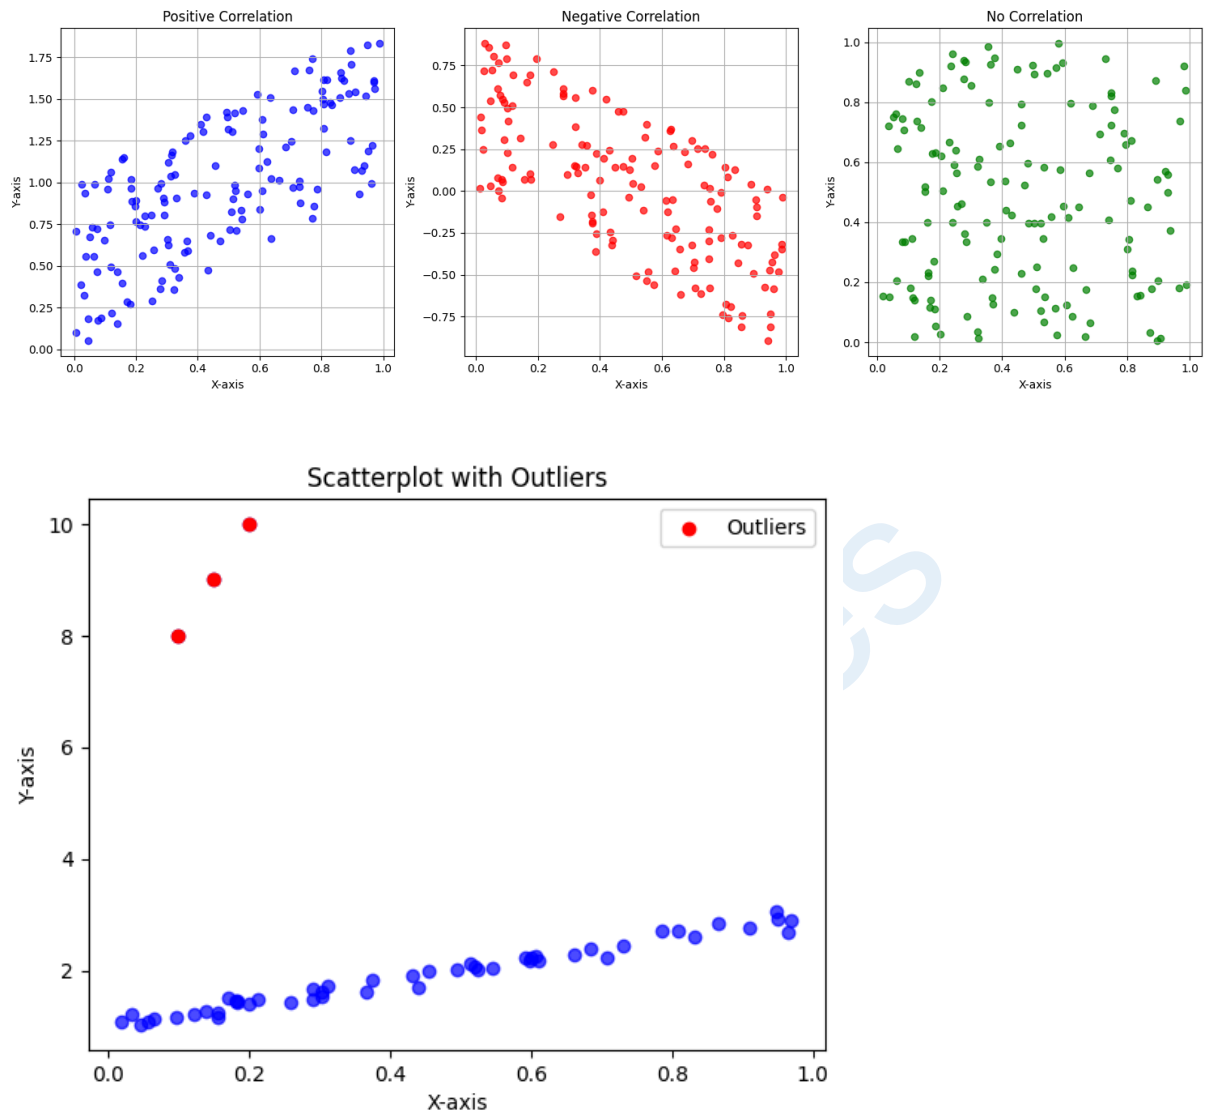 Positive Correlation
Negative Correlation
No Correlation
Y-axis
1.75
1.50
1.25
1.00
0.75
0.50
0.25
0.00
0.0 0.2 0.4 0.6 0.8 1.0
X-axis
Y-axis
0.75
0.50
0.25
0.00
−0.25
−0.50
−0.75
0.0 0.2 0.4 0.6 0.8 1.0
X-axis
Y-axis
1.0
0.8
0.6
0.4
0.2
0.0
0.0 0.2 0.4 0.6 0.8 1.0
X-axis
Scatterplot with Outliers
Outliers
Y-axis
10
8
6
4
2
0.0 0.2 0.4 0.6 0.8 1.0
X-axis